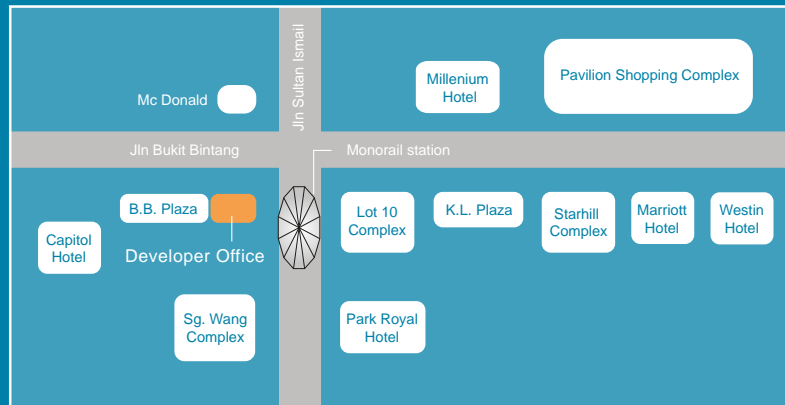 Jln Sultan Ismail
Millenium
Hotel
Pavilion Shopping Complex
Mc Donald
Jln Bukit Bintang
Monorail station
B.B. Plaza
Lot 10
Complex
K.L. Plaza
Starhill
Complex
Marriott
Hotel
Westin
Hotel
Capitol
Hotel
Developer Office
Sg. Wang
Complex
Park Royal
Hotel